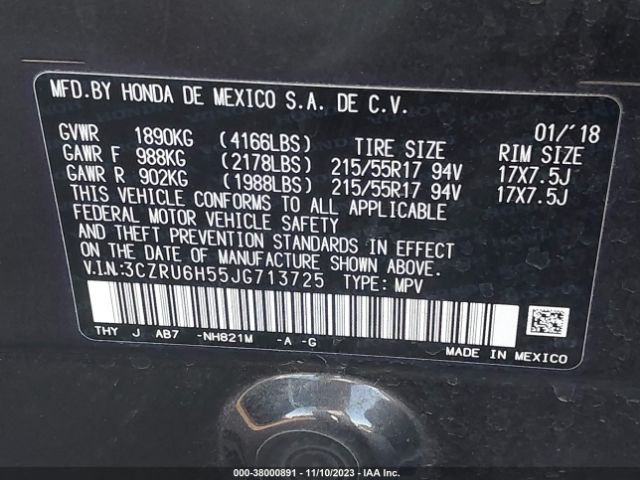 MFD.BY HONDA DE MEXICO S.A. DE C.V.
01/'18
GVWR 1890KG (4166LBS) TIRE SIZE RIM SIZE
GAWR F 988KG (2178LBS) 215/55R17 94V 17X7.5J
GAWR R 902KG (1988LBS) 215/55R17 94V 17X7.5J
THIS VEHICLE CONFORMS TO ALL APPLICABLE
FEDERAL MOTOR VEHICLE SAFETY
AND THEFT PREVENTION STANDARDS IN EFFECT
ON THE DATE OF MANUFACTURE SHOWN ABOVE.
V.I.N:3CZRU6H55JG713725 TYPE: MPV
THY J AB7 -NH821M -A -G
MADE IN MEXICO
000-38000891 - 11/10/2023 - IAA Inc.